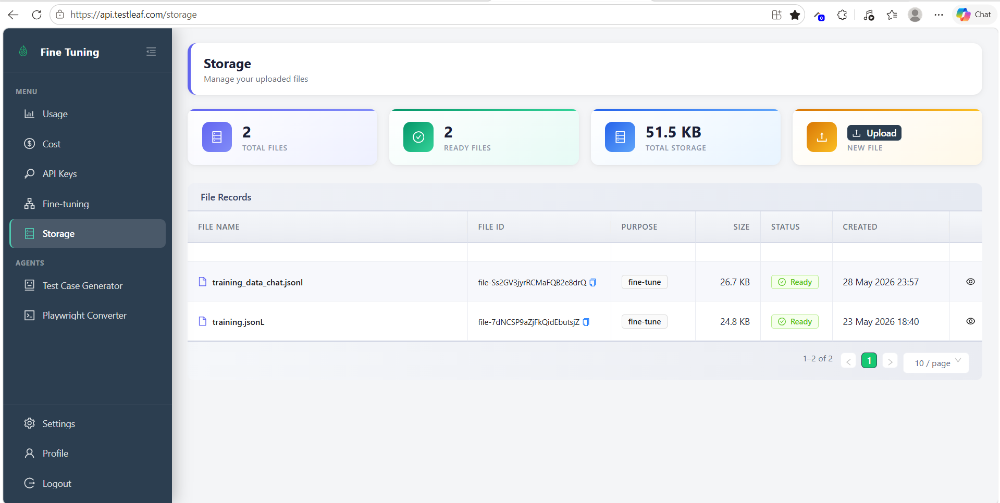 https://api.testleaf.com/storage
0
Chat
Fine Tuning
MENU
Usage
Cost
API Keys
Fine-tuning
Storage
AGENTS
Test Case Generator
Playwright Converter
Settings
Profile
Logout
Storage
Manage your uploaded files
2
TOTAL FILES
2
READY FILES
51.5 KB
TOTAL STORAGE
Upload
NEW FILE
File Records
FILE NAME FILE ID PURPOSE SIZE STATUS CREATED
training_data_chat.jsonl file-Ss2GV3jyrRCMaFQB2e8drQ fine-tune 26.7 KB Ready 28 May 2026 23:57
training.jsonL file-7dNCSP9aZjFkQidEbutsjZ fine-tune 24.8 KB Ready 23 May 2026 18:40
1–2 of 2 < 1 > 10 / page